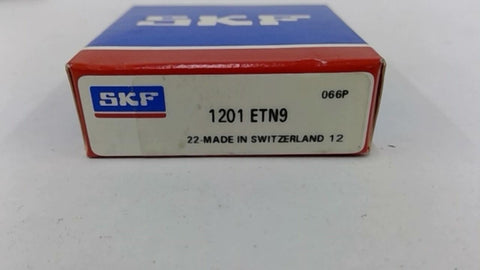 SKF
066P
SKF
1201 ETN9
22-MADE IN SWITZERLAND 12